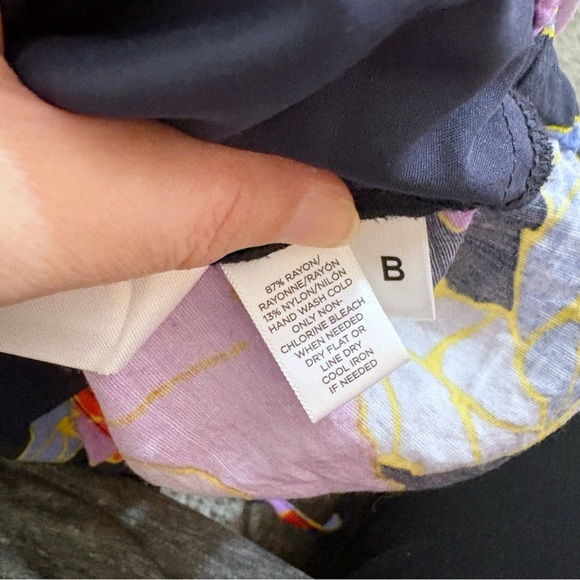 87% RAYON/
RAYONNE/RAYÓN
13% NYLON/NILÓN
HAND WASH COLD
ONLY NON-
CHLORINE BLEACH
WHEN NEEDED
DRY FLAT OR
LINE DRY
COOL IRON
IF NEEDED
B